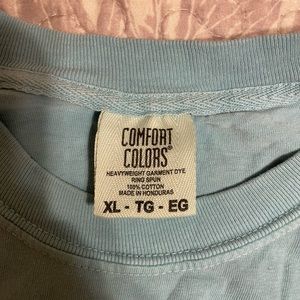 COMFORT
COLORS®
HEAVYWEIGHT GARMENT DYE
RING SPUN
100% COTTON
MADE IN HONDURAS
XL - TG - EG